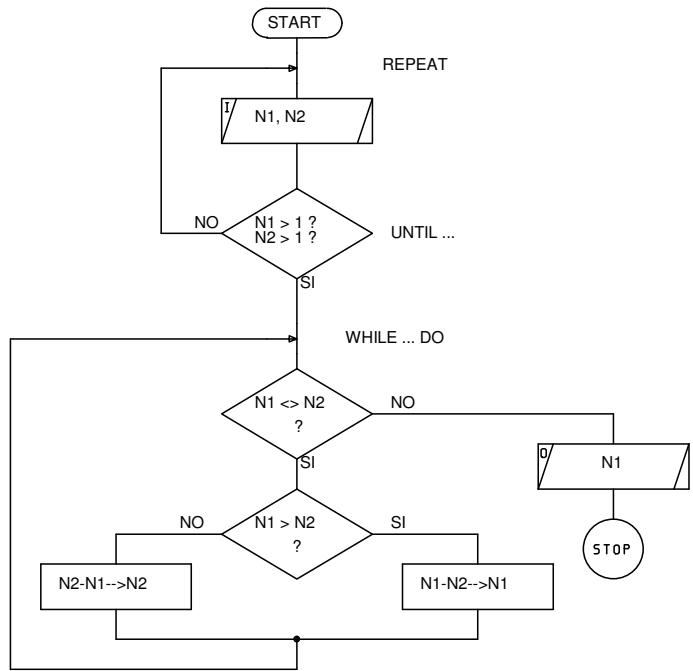 START
REPEAT
I
N1, N2
NO
N1 > 1 ?
N2 > 1 ?
UNTIL ...
SI
WHILE ... DO
N1 <> N2
?
NO
SI
O
N1
NO
N1 > N2
?
SI
STOP
N2-N1-->N2
N1-N2-->N1